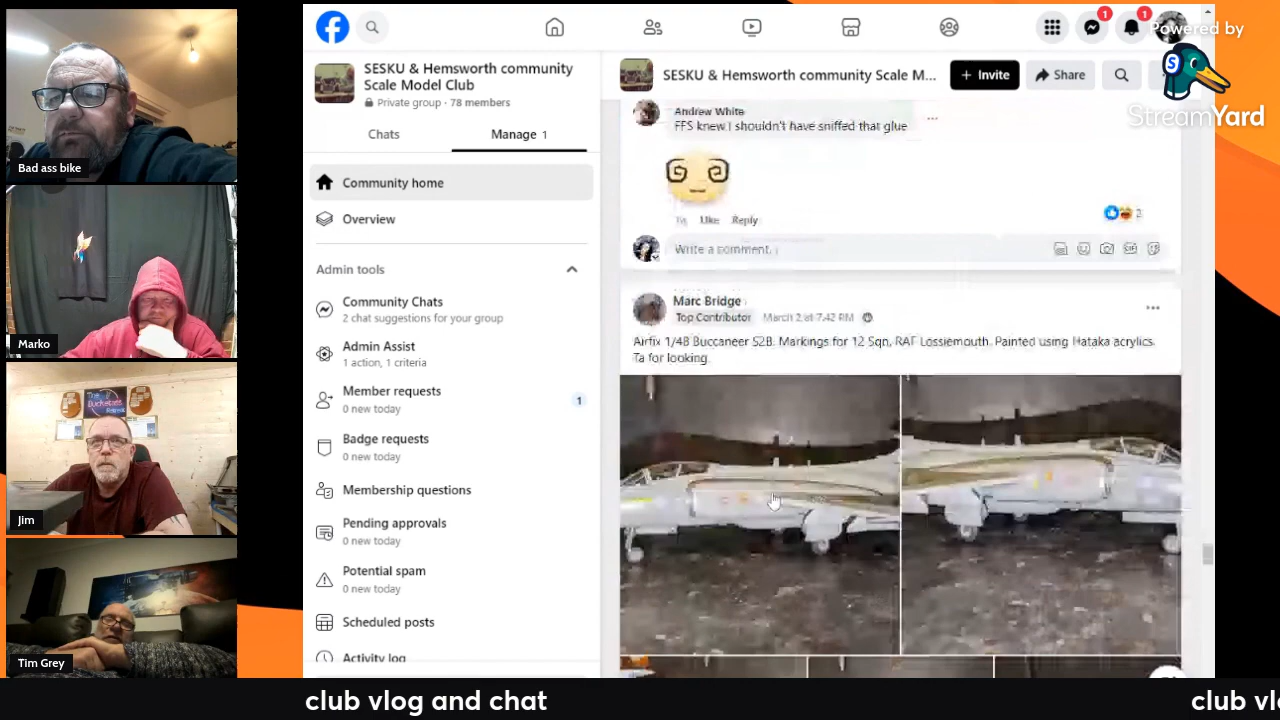 Bad ass bike
Marko
Jim
Tim Grey
SESKU & Hemsworth community
Scale Model Club
Private group · 78 members
Chats
Manage 1
Community home
Overview
Admin tools
Community Chats
2 chat suggestions for your group
Admin Assist
1 action, 1 criteria
Member requests
0 new today
1
Badge requests
0 new today
Membership questions
Pending approvals
0 new today
Potential spam
0 new today
Scheduled posts
Activity log
1
1
Powered by
StreamYard
SESKU & Hemsworth community Scale M...
+ Invite
Share
Andrew White
FFS knew I shouldn't have sniffed that glue
Like Reply
2
Write a comment...
Marc Bridge
Top Contributor March 2 at 7:42 PM
Airfix 1/48 Buccaneer S2B. Markings for 12 Sqn, RAF Lossiemouth. Painted using Hataka acrylics.
Ta for looking.
club vlog and chat
club vl